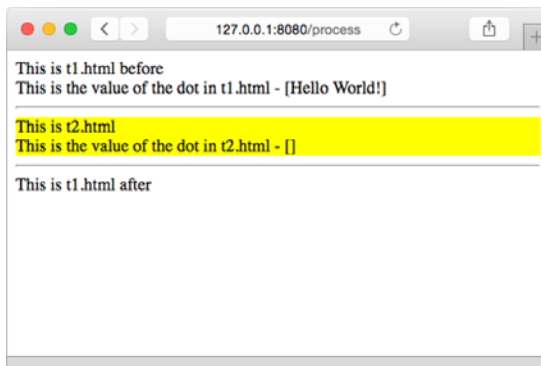 127.0.0.1:8080/process
This is t1.html before
This is the value of the dot in t1.html - [Hello World!]
This is t2.html
This is the value of the dot in t2.html - []
This is t1.html after